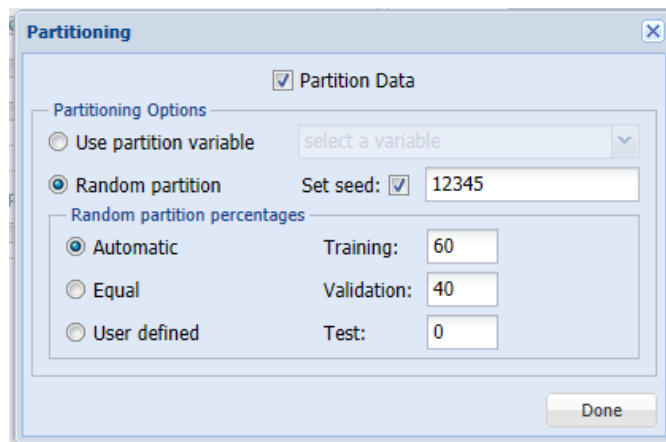 Partitioning
Partition Data
Partitioning Options
Use partition variable select a variable
Random partition Set seed: 12345
Random partition percentages
Automatic Training: 60
Equal Validation: 40
User defined Test: 0
Done